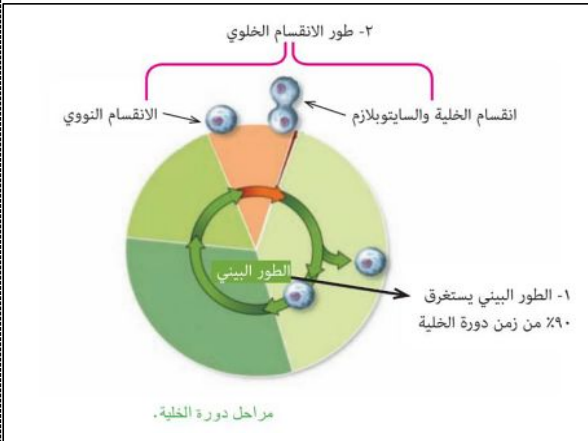 ٢- طور الانقسام الخلوي
انقسام الخلية والسايتوبلازم
الانقسام النووي
الطور البيني
١- الطور البيني يستغرق
٩٠٪ من زمن دورة الخلية
مراحل دورة الخلية.